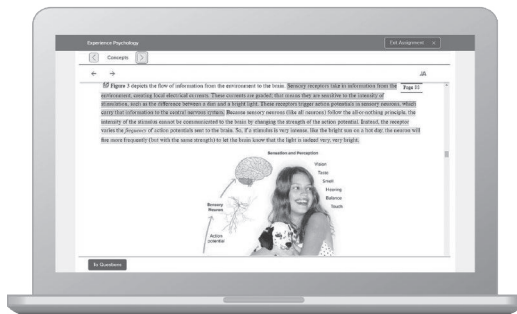 Experience Psychology
Exit Assignment ×
< Concepts >
← →
Figure 3 depicts the flow of information from the environment to the brain. Sensory receptors take in information from the
Page 83
environment, creating local electrical currents. These currents are graded; that means they are sensitive to the intensity of
stimulation, such as the difference between a dim and a bright light. These receptors trigger action potentials in sensory neurons, which
carry that information to the central nervous system. Because sensory neurons (like all neurons) follow the all-or-nothing principle, the
intensity of the stimulus cannot be communicated to the brain by changing the strength of the action potential. Instead, the receptor
varies the frequency of action potentials sent to the brain. So, if a stimulus is very intense, like the bright sun on a hot day, the neuron will
fire more frequently (but with the same strength) to let the brain know that the light is indeed very, very bright.
Sensation and Perception
Vision
Taste
Smell
Hearing
Balance
Touch
Sensory
Neurons
Action
potential
To Questions